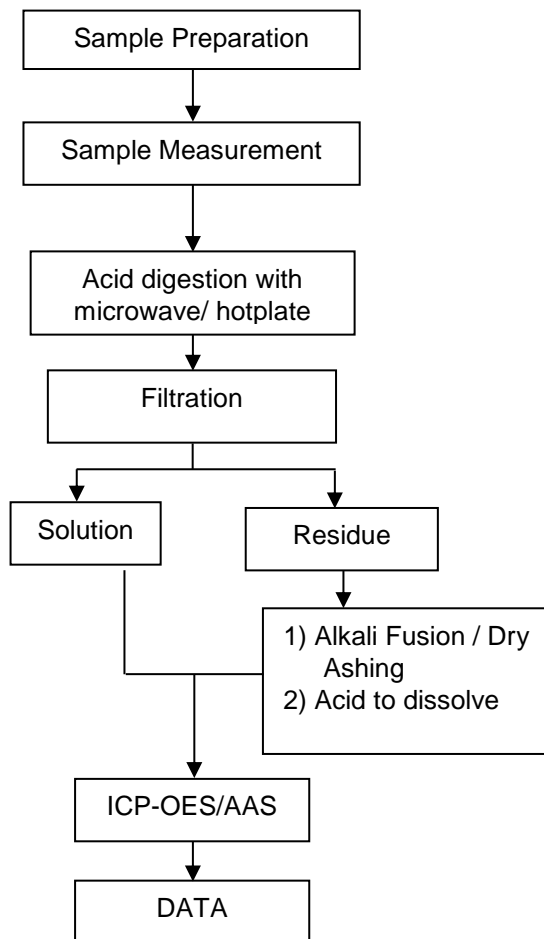 Sample Preparation
Sample Measurement
Acid digestion with
microwave/ hotplate
Filtration
Solution
Residue
1) Alkali Fusion / Dry
Ashing
2) Acid to dissolve
ICP-OES/AAS
DATA